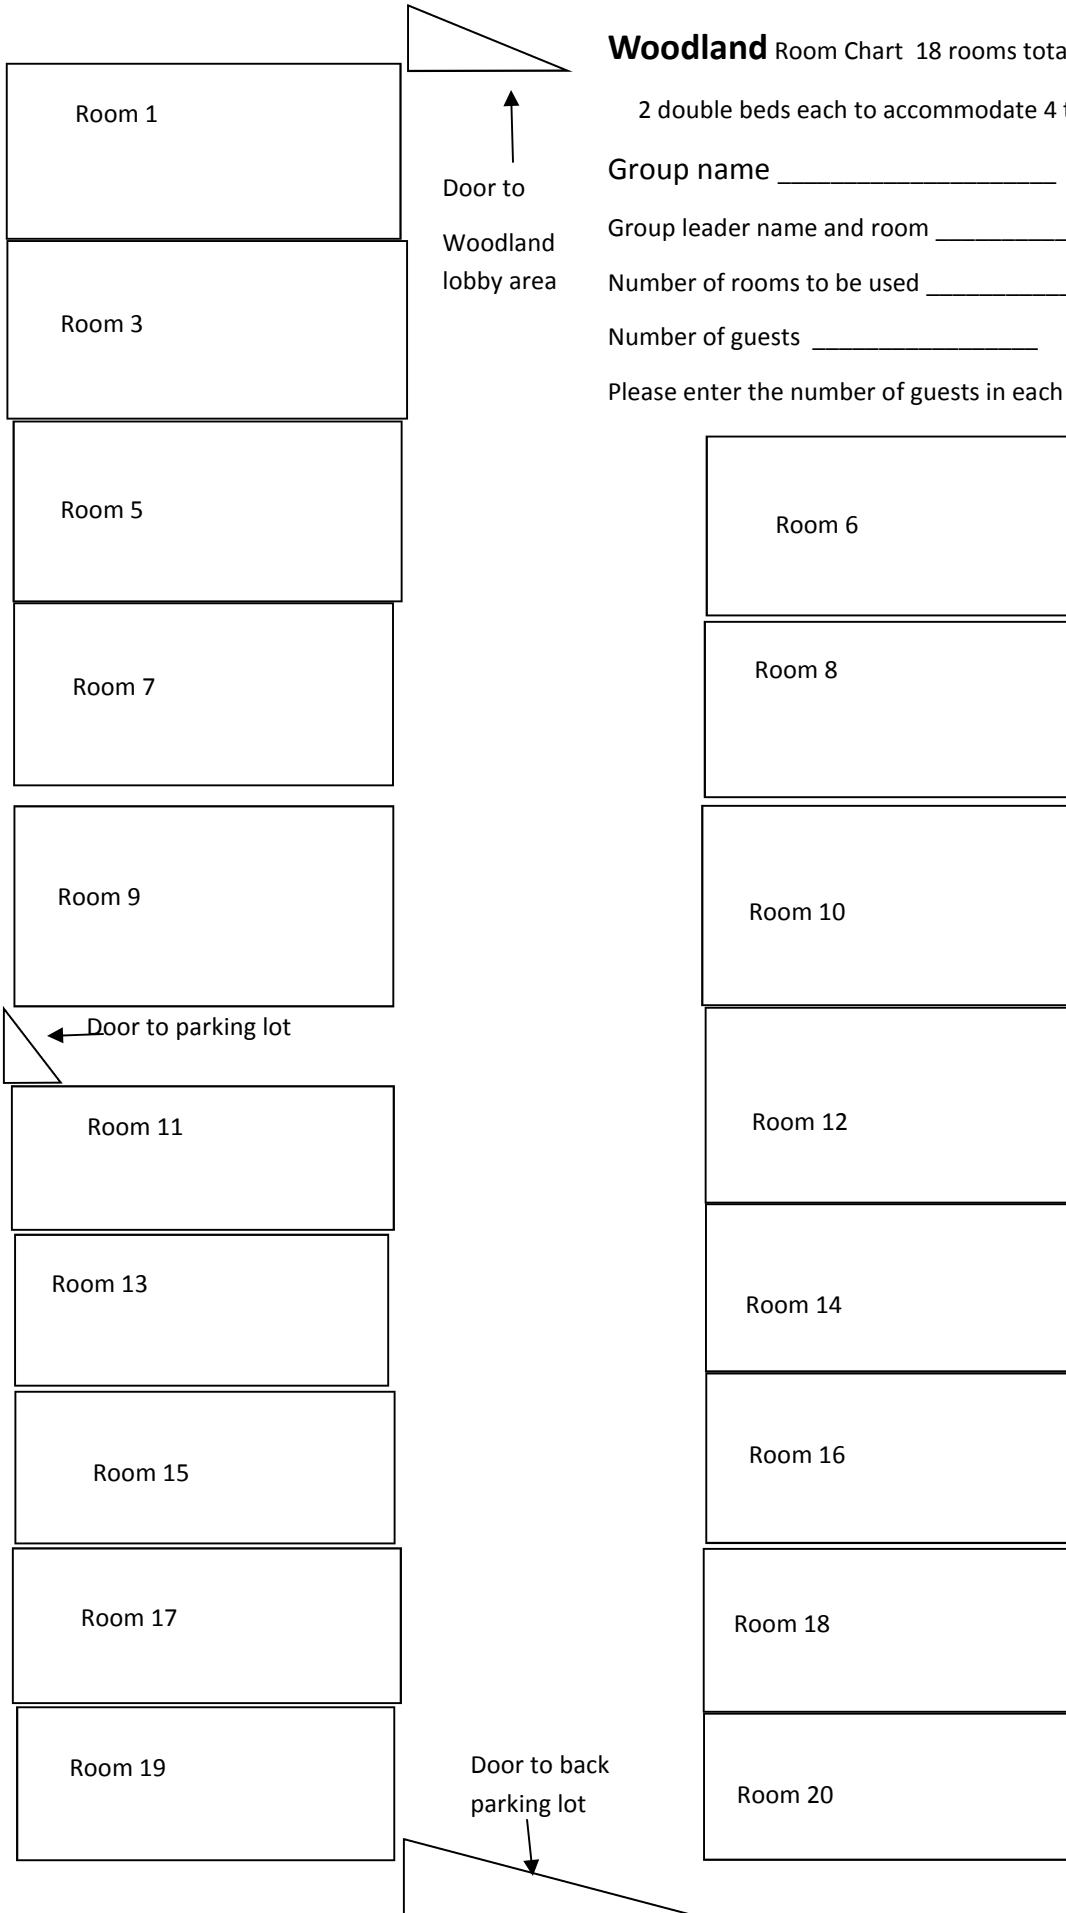 Woodland Room Chart 18 rooms tota
2 double beds each to accommodate 4 t
Group name ____________________
Group leader name and room __________
Number of rooms to be used ___________
Number of guests _________________
Please enter the number of guests in each
Door to
Woodland
lobby area
Room 1
Room 3
Room 5
Room 7
Room 9
Door to parking lot
Room 11
Room 13
Room 15
Room 17
Room 19
Room 6
Room 8
Room 10
Room 12
Room 14
Room 16
Room 18
Room 20
Door to back
parking lot